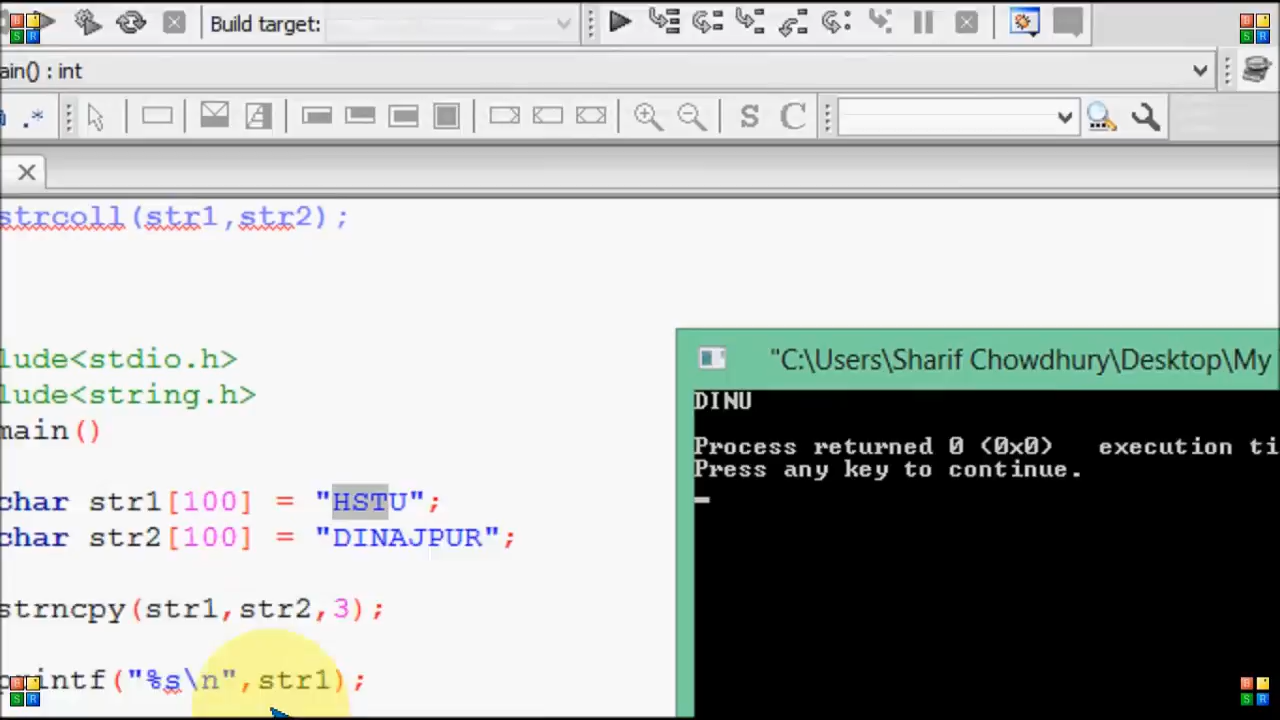 Build target:
ain() : int
.*
S C
strcoll(str1,str2);
lude<stdio.h>
lude<string.h>
main()
char str1[100] = "HSTU";
char str2[100] = "DINAJPUR";
strncpy(str1,str2,3);
printf("%s\n",str1);
"C:\Users\Sharif Chowdhury\Desktop\My
DINU
Process returned 0 (0x0) execution ti
Press any key to continue.
B
S R
B
S R
B
S R
B
S R